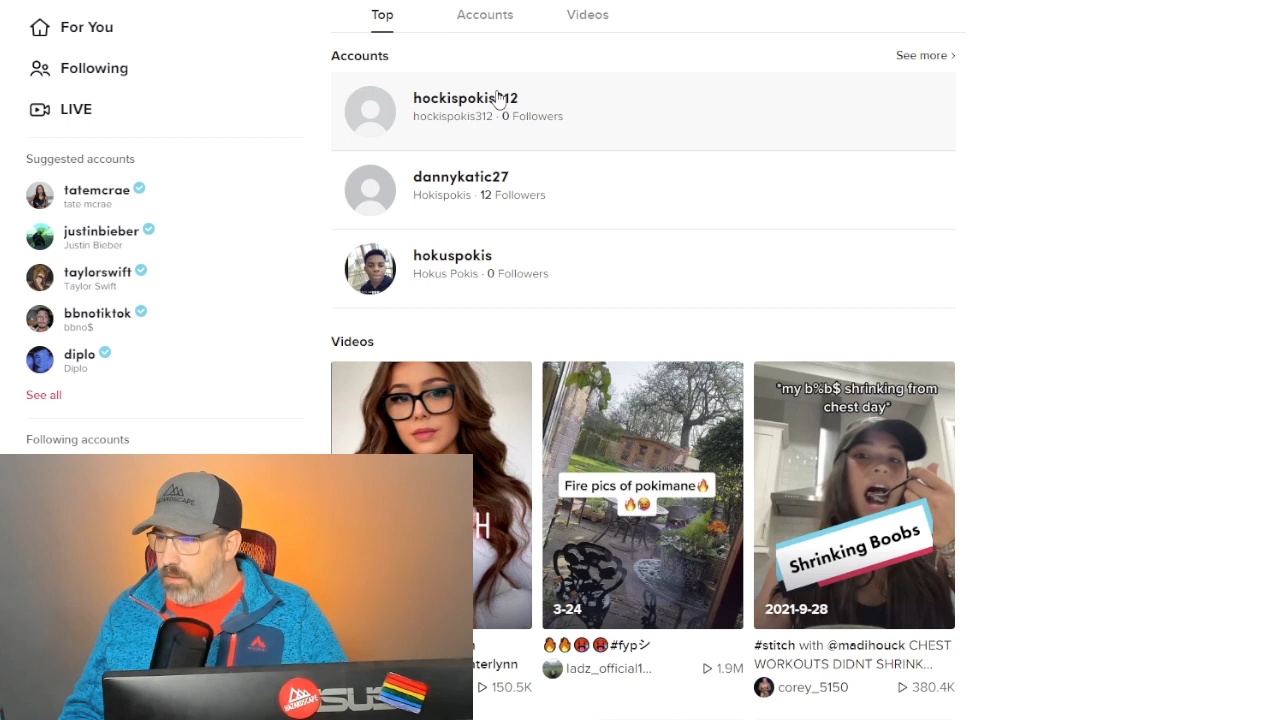 For You
Following
LIVE
Suggested accounts
tatemcrae
tate mcrae
justinbieber
Justin Bieber
taylorswift
Taylor Swift
bbnotiktok
bbno$
diplo
Diplo
See all
Following accounts
Top Accounts Videos
Accounts See more >
hockispokis312
hockispokis312 · 0 Followers
dannykatic27
Hokispokis · 12 Followers
hokuspokis
Hokus Pokis · 0 Followers
Videos
H
nterlynn
150.5K
Fire pics of pokimane🔥
🔥🥵
3-24
🔥🔥👹👹#fypシ
ladz_official1... 1.9M
*my b%b$ shrinking from
chest day*
Shrinking Boobs
2021-9-28
#stitch with @madihouck CHEST
WORKOUTS DIDNT SHRINK...
corey_5150 380.4K
HAZARDSCAPE
HAZARDSCAPE
SUS